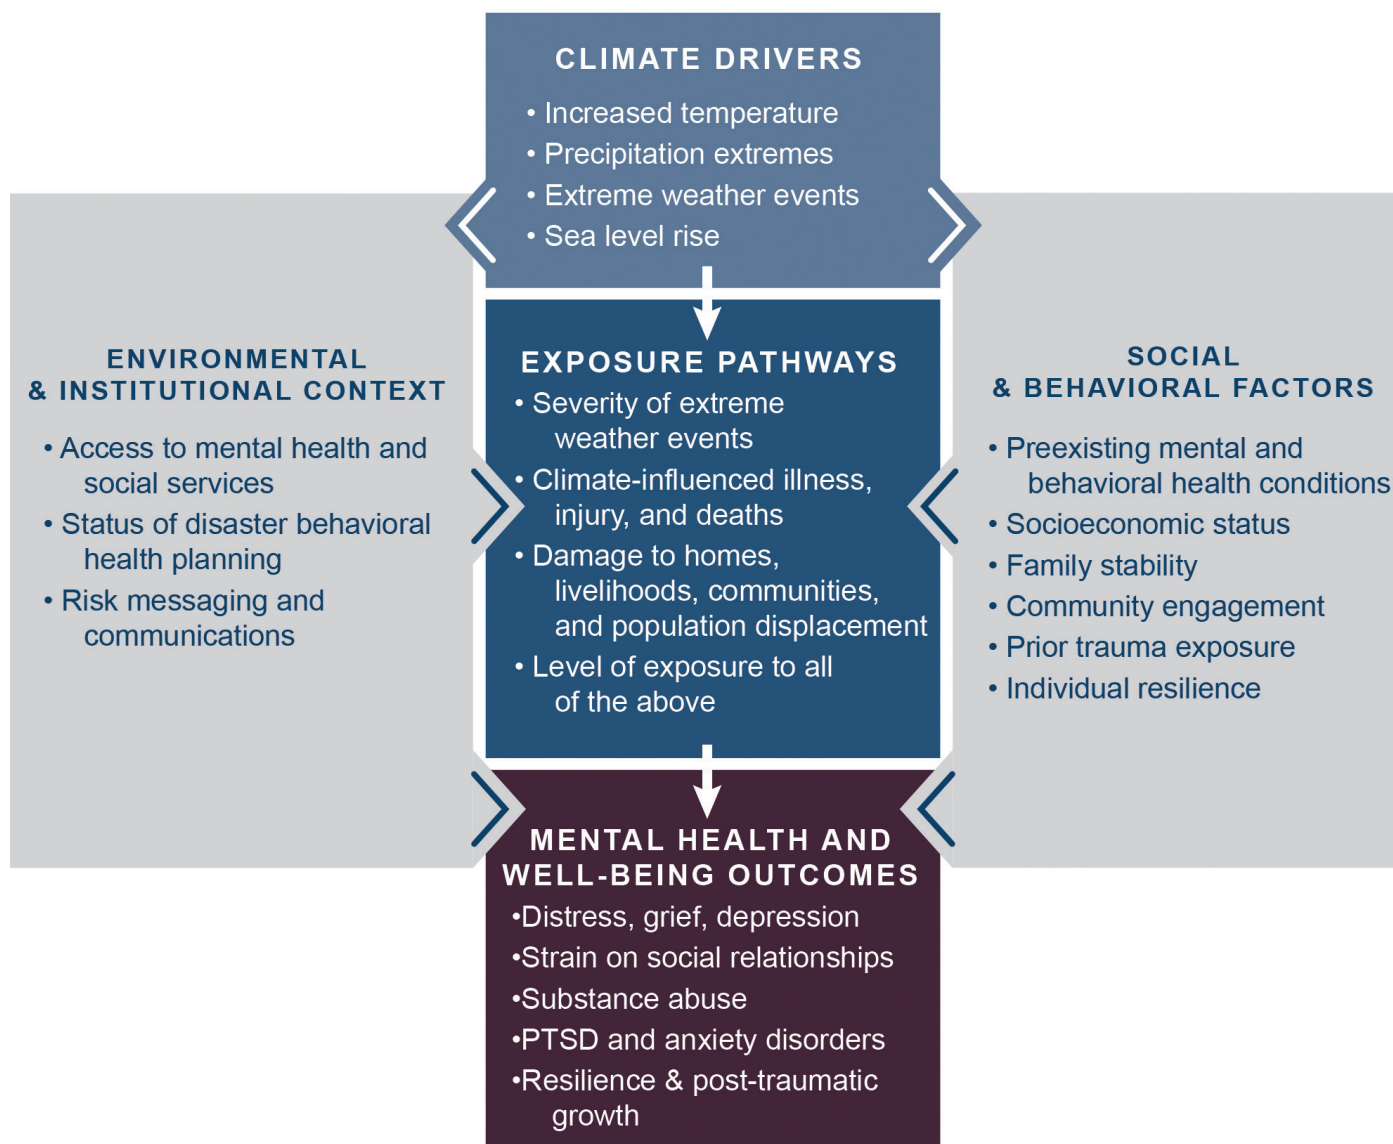 CLIMATE DRIVERS
• Increased temperature
• Precipitation extremes
• Extreme weather events
• Sea level rise
ENVIRONMENTAL
& INSTITUTIONAL CONTEXT
• Access to mental health and
social services
• Status of disaster behavioral
health planning
• Risk messaging and
communications
EXPOSURE PATHWAYS
• Severity of extreme
weather events
• Climate-influenced illness,
injury, and deaths
• Damage to homes,
livelihoods, communities,
and population displacement
• Level of exposure to all
of the above
SOCIAL
& BEHAVIORAL FACTORS
• Preexisting mental and
behavioral health conditions
• Socioeconomic status
• Family stability
• Community engagement
• Prior trauma exposure
• Individual resilience
MENTAL HEALTH AND
WELL-BEING OUTCOMES
•Distress, grief, depression
•Strain on social relationships
•Substance abuse
•PTSD and anxiety disorders
•Resilience & post-traumatic
growth